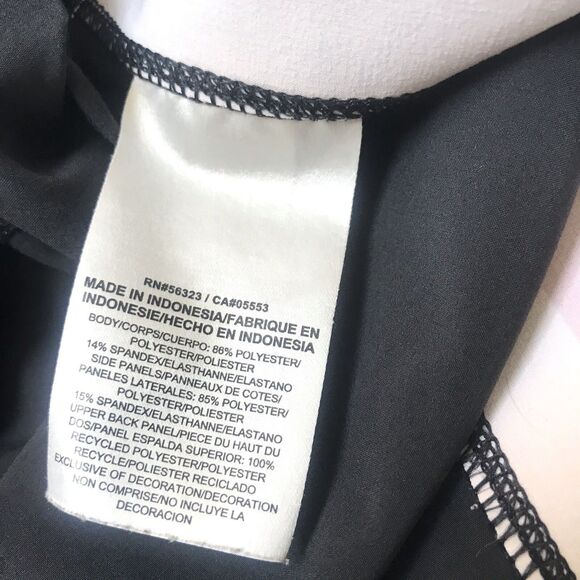 RN#56323 / CA#05553
MADE IN INDONESIA/FABRIQUE EN
INDONESIE/HECHO EN INDONESIA
BODY/CORPS/CUERPO: 86% POLYESTER/
POLYESTER/POLIESTER
14% SPANDEX/ELASTHANNE/ELASTANO
SIDE PANELS/PANNEAUX DE COTES/
PANELES LATERALES: 85% POLYESTER/
POLYESTER/POLIESTER
15% SPANDEX/ELASTHANNE/ELASTANO
UPPER BACK PANEL/PIECE DU HAUT DU
DOS/PANEL ESPALDA SUPERIOR: 100%
RECYCLED POLYESTER/POLYESTER
RECYCLE/POLIESTER RECICLADO
EXCLUSIVE OF DECORATION/DECORATION
NON COMPRISE/NO INCLUYE LA
DECORACION